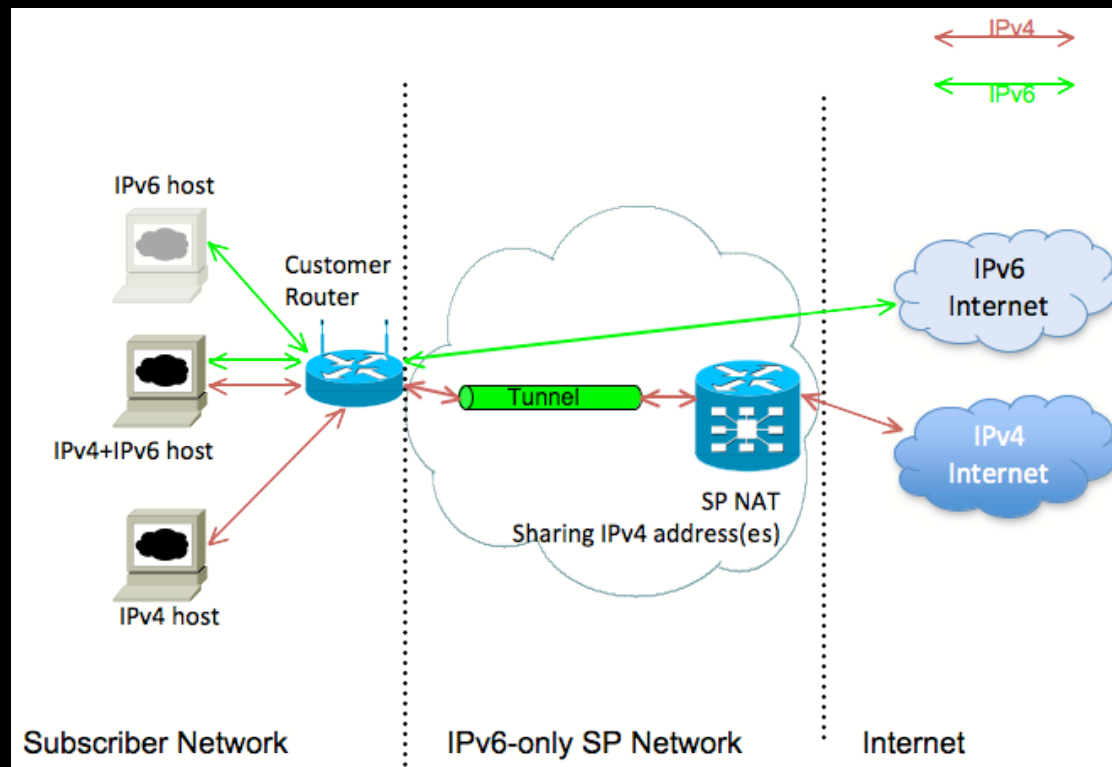 IPv4
IPv6
IPv6 host
Customer
Router
IPv6
Internet
Tunnel
IPv4+IPv6 host
IPv4
Internet
SP NAT
Sharing IPv4 address(es)
IPv4 host
Subscriber Network
IPv6-only SP Network
Internet